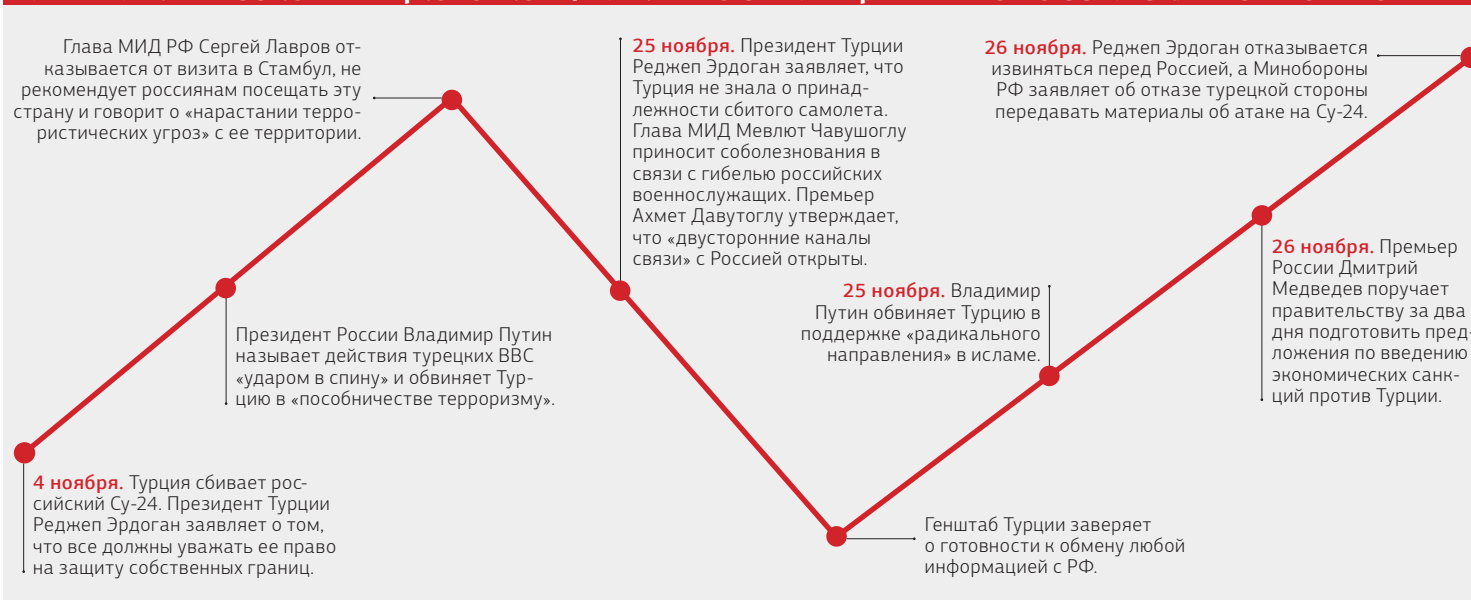 4 ноября. Турция сбивает рос-
сийский Су-24. Президент Турции
Реджеп Эрдоган заявляет о том,
что все должны уважать ее право
на защиту собственных границ.
Президент России Владимир Путин
называет действия турецких ВВС
«ударом в спину» и обвиняет Тур-
цию в «пособничестве терроризму».
Глава МИД РФ Сергей Лавров от-
казывается от визита в Стамбул, не
рекомендует россиянам посещать эту
страну и говорит о «нарастании терро-
ристических угроз» с ее территории.
25 ноября. Президент Турции
Реджеп Эрдоган заявляет, что
Турция не знала о принад-
лежности сбитого самолета.
Глава МИД Мевлют Чавушоглу
приносит соболезнования в
связи с гибелью российских
военнослужащих. Премьер
Ахмет Давутоглу утверждает,
что «двусторонние каналы
связи» с Россией открыты.
Генштаб Турции заверяет
о готовности к обмену любой
информацией с РФ.
25 ноября. Владимир
Путин обвиняет Турцию в
поддержке «радикального
направления» в исламе.
26 ноября. Премьер
России Дмитрий
Медведев поручает
правительству за два
дня подготовить пред-
ложения по введению
экономических санк-
ций против Турции.
26 ноября. Реджеп Эрдоган отказывается
извиняться перед Россией, а Минобороны
РФ заявляет об отказе турецкой стороны
передавать материалы об атаке на Су-24.